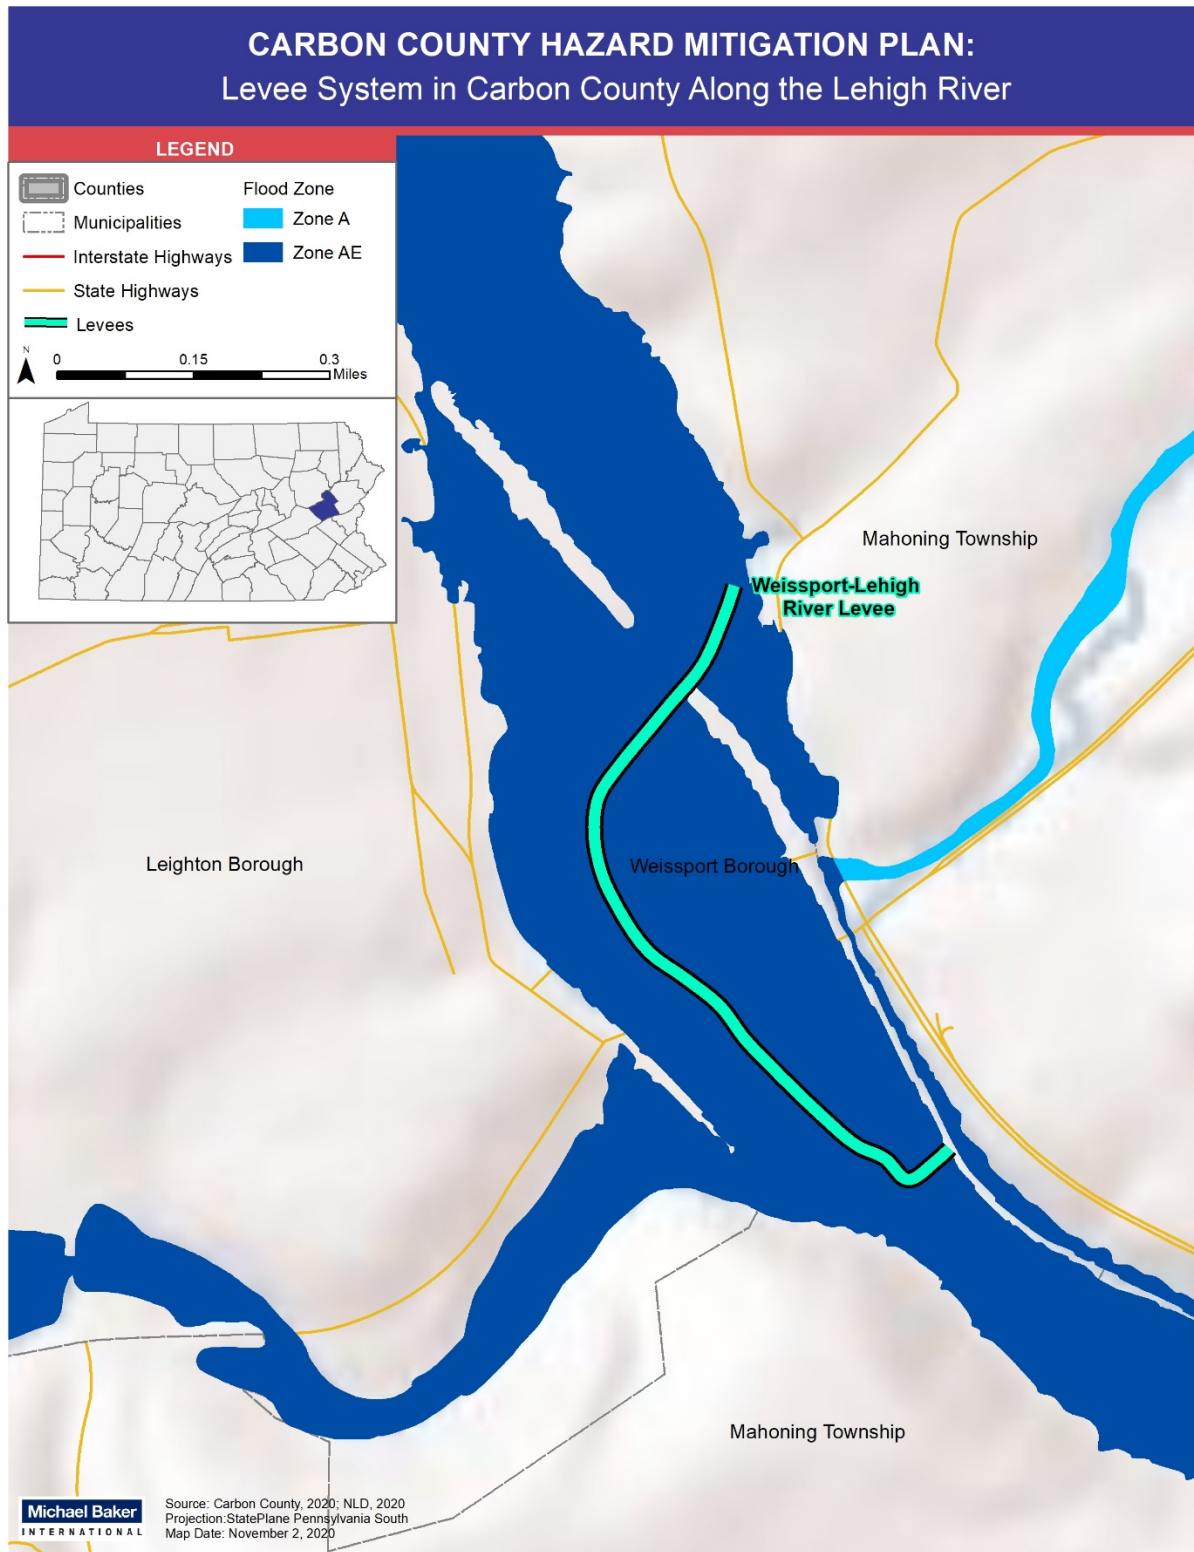 CARBON COUNTY HAZARD MITIGATION PLAN:
Levee System in Carbon County Along the Lehigh River
LEGEND
Counties
Municipalities
Interstate Highways
State Highways
Levees
Flood Zone
Zone A
Zone AE
N
0 0.15 0.3
Miles
Mahoning Township
Weissport-Lehigh
River Levee
Leighton Borough
Weissport Borough
Mahoning Township
Michael Baker
INTERNATIONAL
Source: Carbon County, 2020; NLD, 2020
Projection:StatePlane Pennsylvania South
Map Date: November 2, 2020